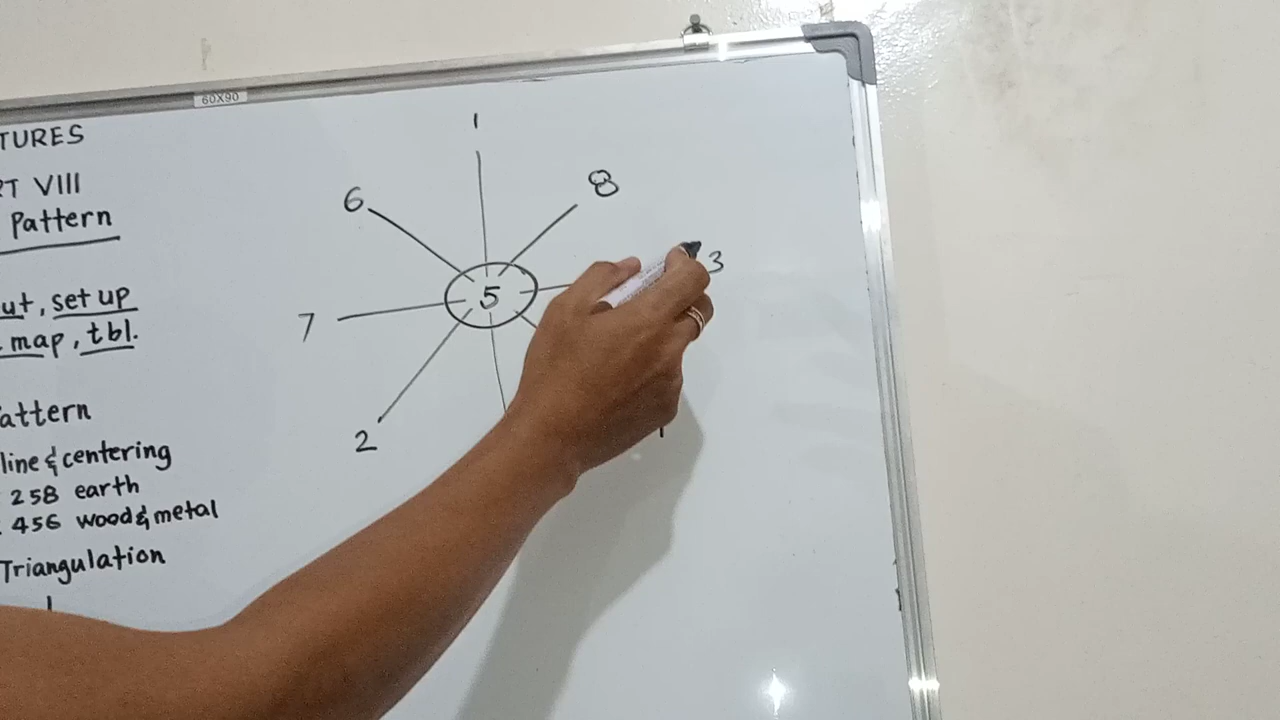 60X90
TURES
RT VIII
Pattern
ut, set up
map, tbl.
attern
line & centering
258 earth
456 wood & metal
Triangulation
1
1
6
8
3
5
7
2